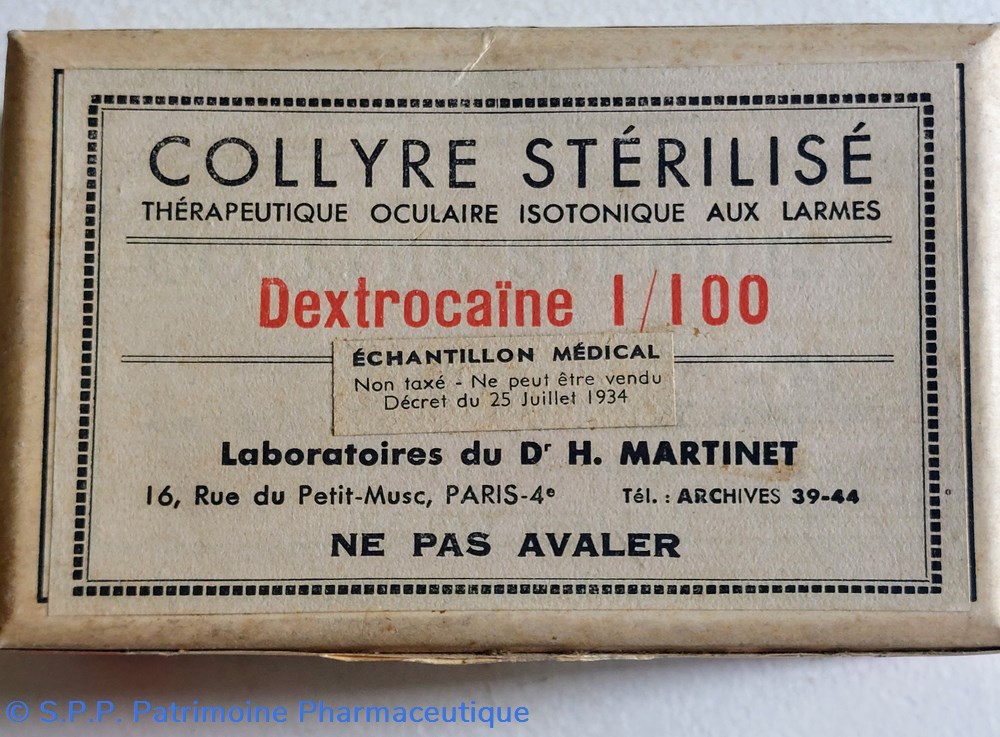 COLLYRE STÉRILISÉ
THÉRAPEUTIQUE OCULAIRE ISOTONIQUE AUX LARMES
Dextrocaïne 1/100
ÉCHANTILLON MÉDICAL
Non taxé - Ne peut être vendu
Décret du 25 Juillet 1934
Laboratoires du Dr H. MARTINET
16, Rue du Petit-Musc, PARIS-4e Tél. : ARCHIVES 39-44
NE PAS AVALER
© S.P.P. Patrimoine Pharmaceutique